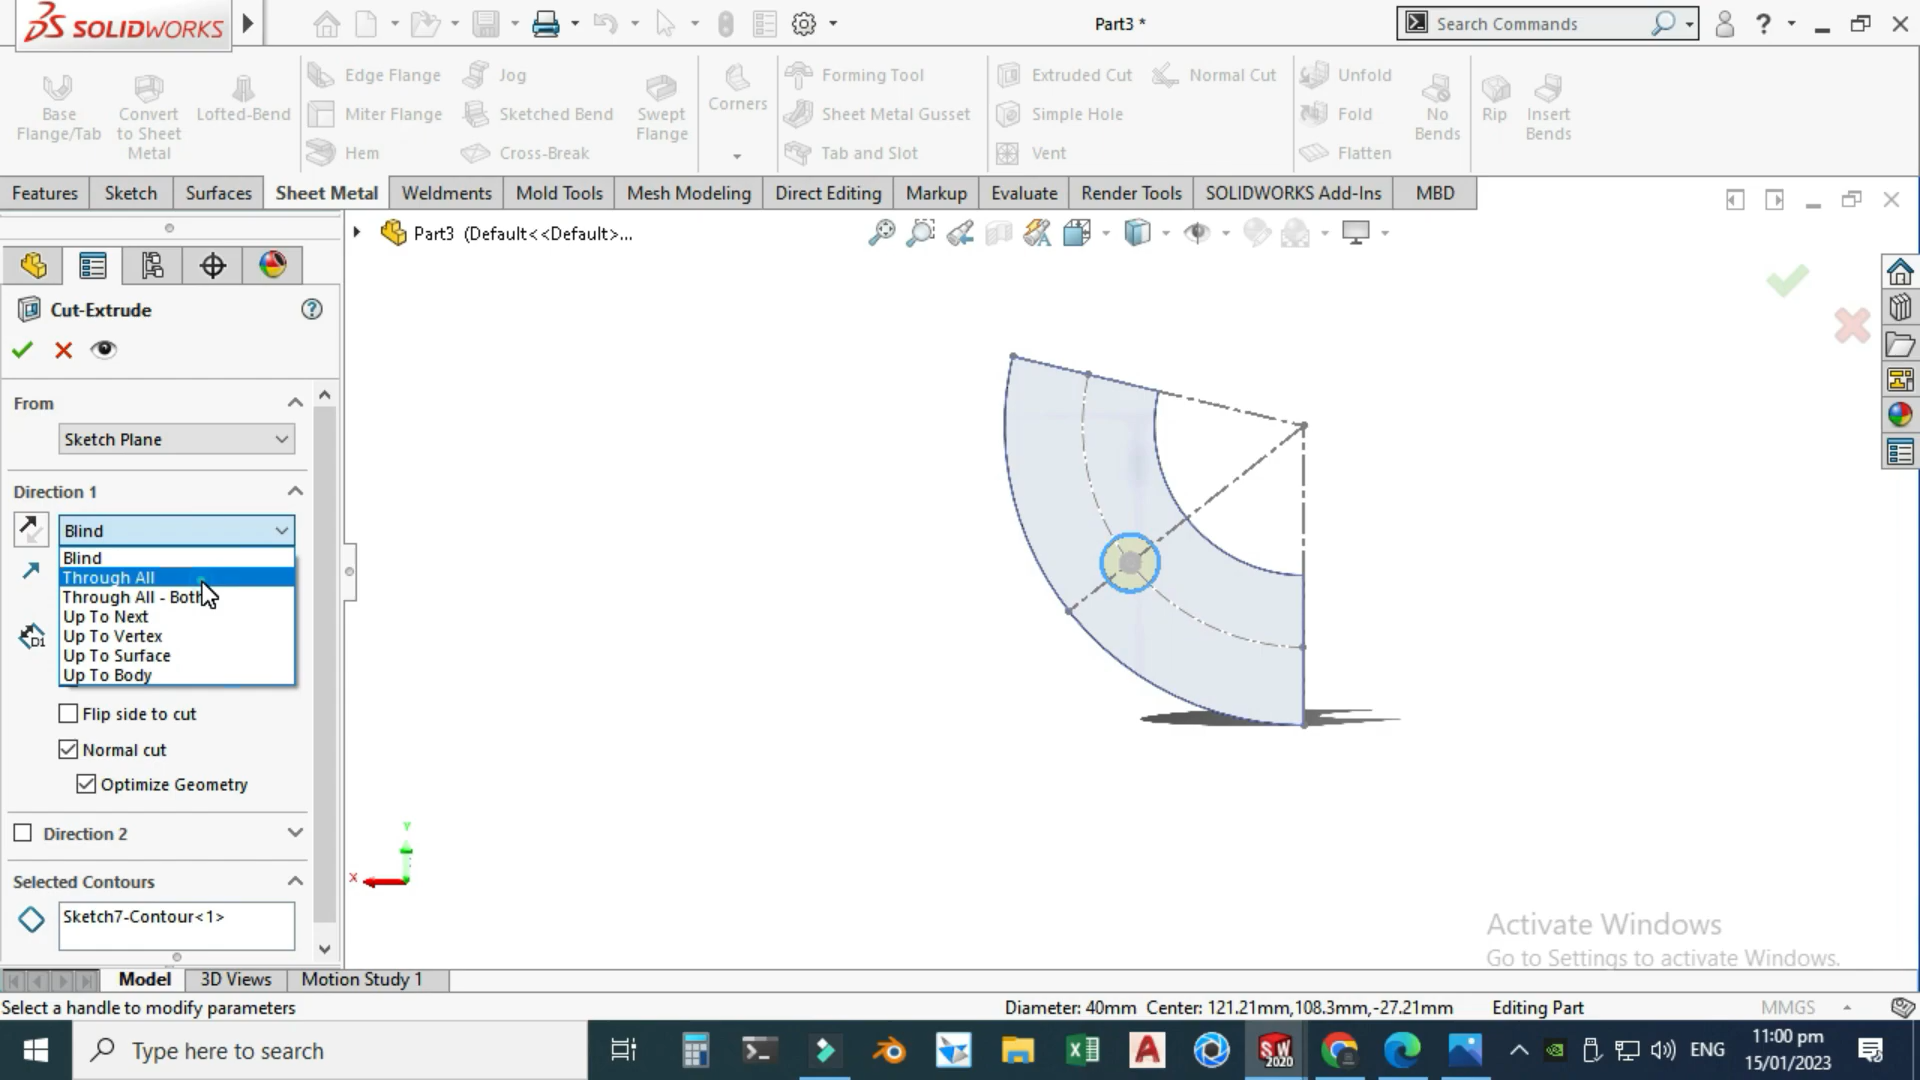 SOLIDWORKS
Part3 *
Search Commands
Base Flange/Tab
Convert to Sheet Metal
Lofted-Bend
Edge Flange
Miter Flange
Hem
Jog
Sketched Bend
Cross-Break
Swept Flange
Corners
Forming Tool
Sheet Metal Gusset
Tab and Slot
Extruded Cut
Normal Cut
Simple Hole
Vent
Unfold
Fold
Flatten
No Bends
Rip
Insert Bends
Features
Sketch
Surfaces
Sheet Metal
Weldments
Mold Tools
Mesh Modeling
Direct Editing
Markup
Evaluate
Render Tools
SOLIDWORKS Add-Ins
MBD
Part3 (Default<<Default>...
Cut-Extrude
From
Sketch Plane
Direction 1
Blind
Blind
Through All
Through All - Both
Up To Next
Up To Vertex
Up To Surface
Up To Body
D1
Flip side to cut
Normal cut
Optimize Geometry
Direction 2
Selected Contours
Sketch7-Contour<1>
Y
X
Activate Windows
Go to Settings to activate Windows.
Model
3D Views
Motion Study 1
Select a handle to modify parameters
Diameter: 40mm Center: 121.21mm,108.3mm,-27.21mm
Editing Part
MMGS
Type here to search
SW 2020
ENG
11:00 pm
15/01/2023